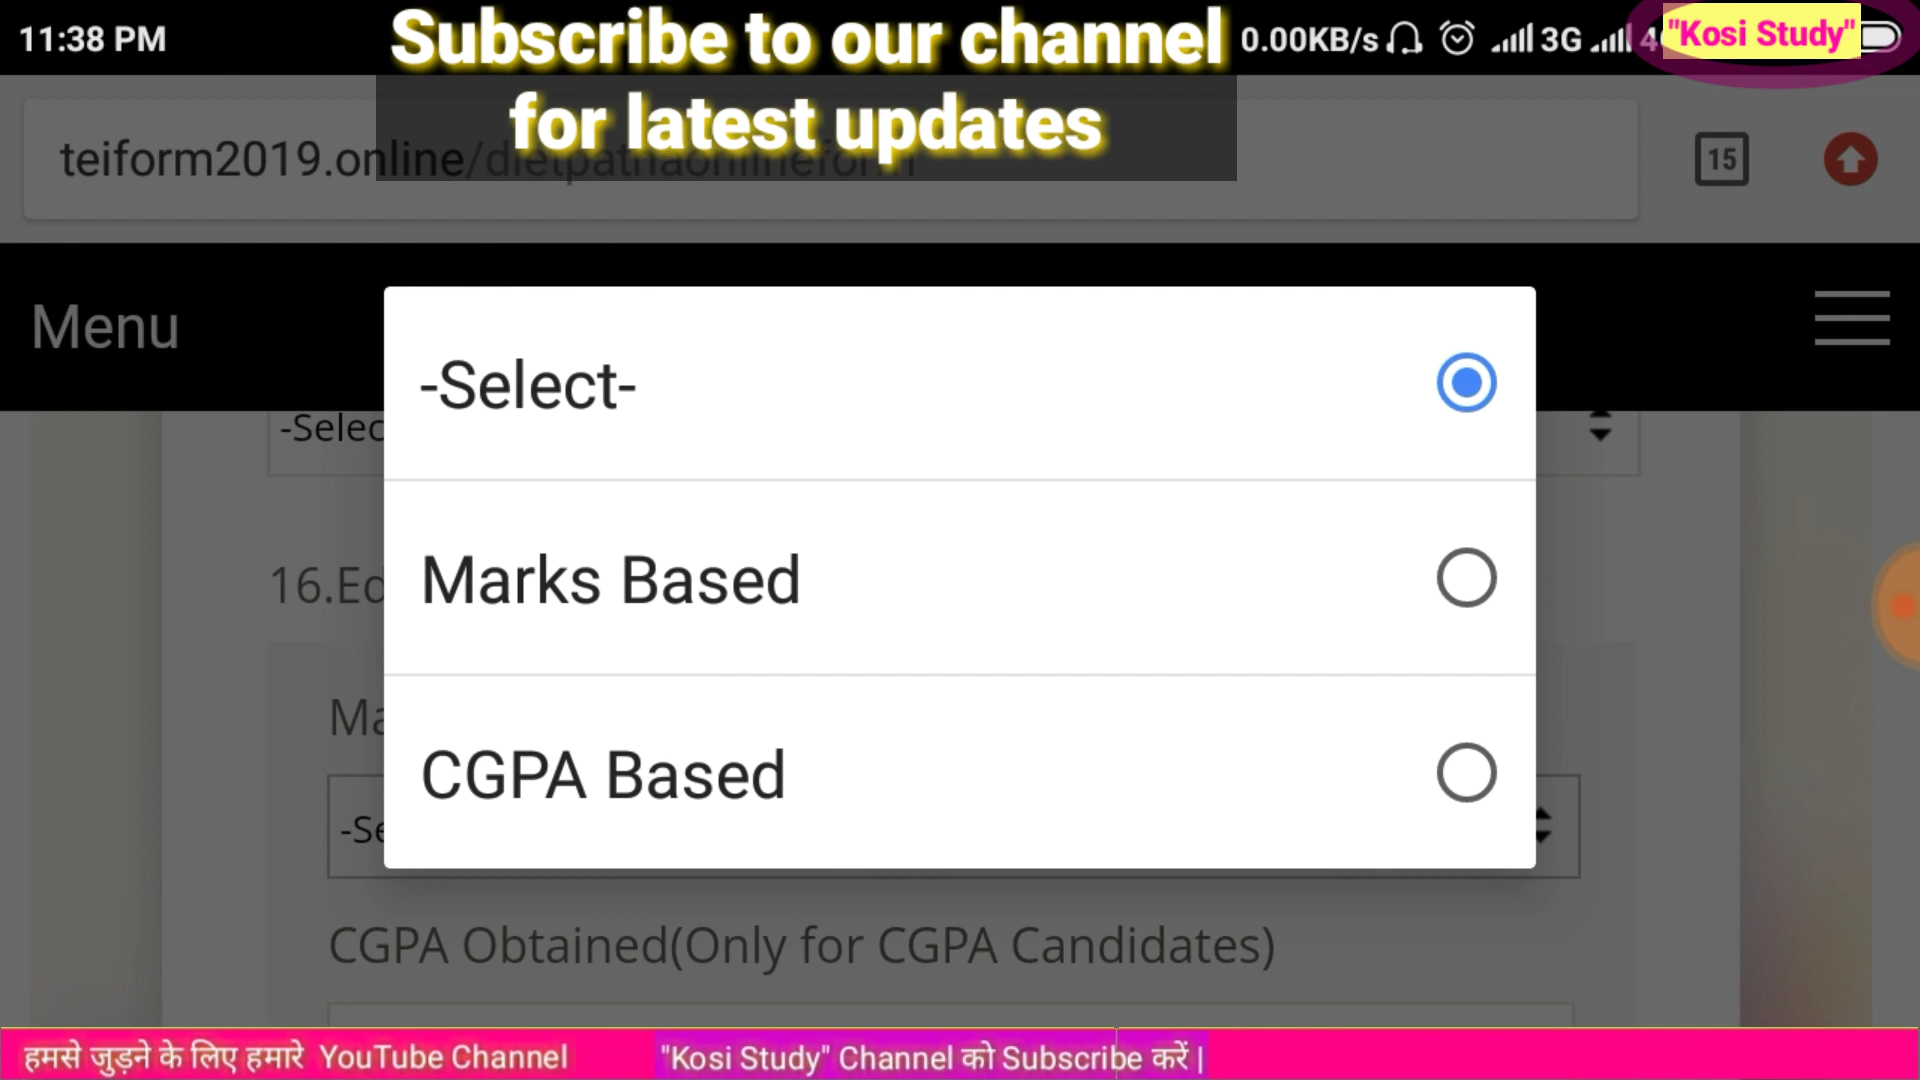 11:38 PM
Subscribe to our channel
for latest updates
0.00KB/s
3G
"Kosi Study"
teiform2019.online/dietpatnaonlineform
15
Menu
-Select-
-Selec
Marks Based
16.Ed
Ma
CGPA Based
-Se
CGPA Obtained(Only for CGPA Candidates)
हमसे जुड़ने के लिए हमारे YouTube Channel
"Kosi Study" Channel को Subscribe करें |